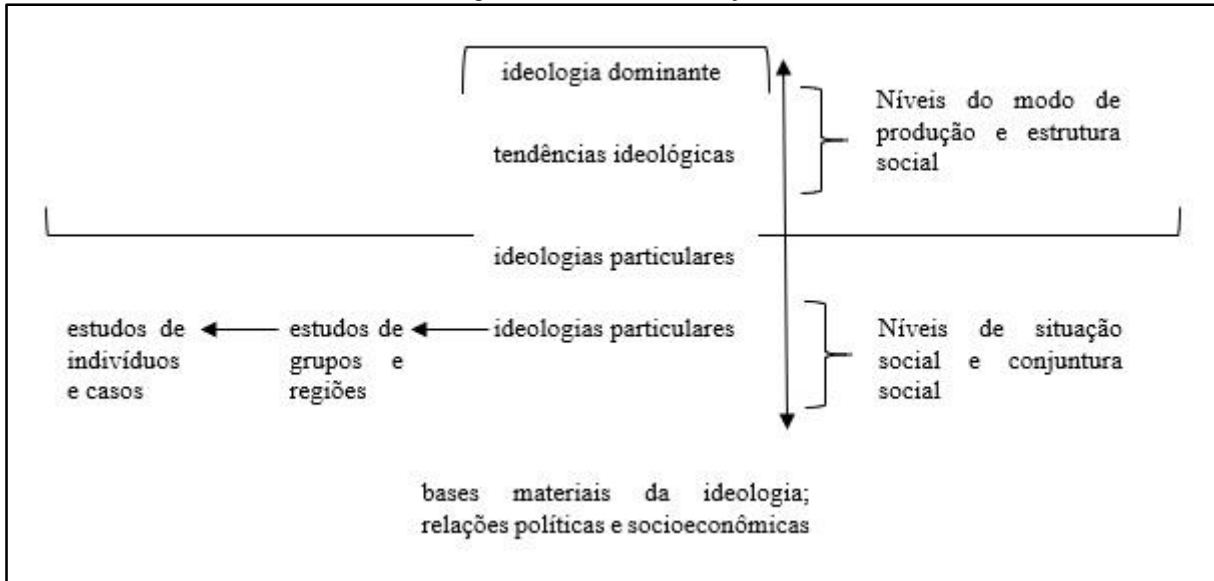 ideologia dominante
Níveis do modo de
produção e estrutura
social
tendências ideológicas
ideologias particulares
estudos de
indivíduos
e casos
estudos de
grupos e
regiões
ideologias particulares
Níveis de situação
social e conjuntura
social
bases materiais da ideologia;
relações políticas e socioeconômicas